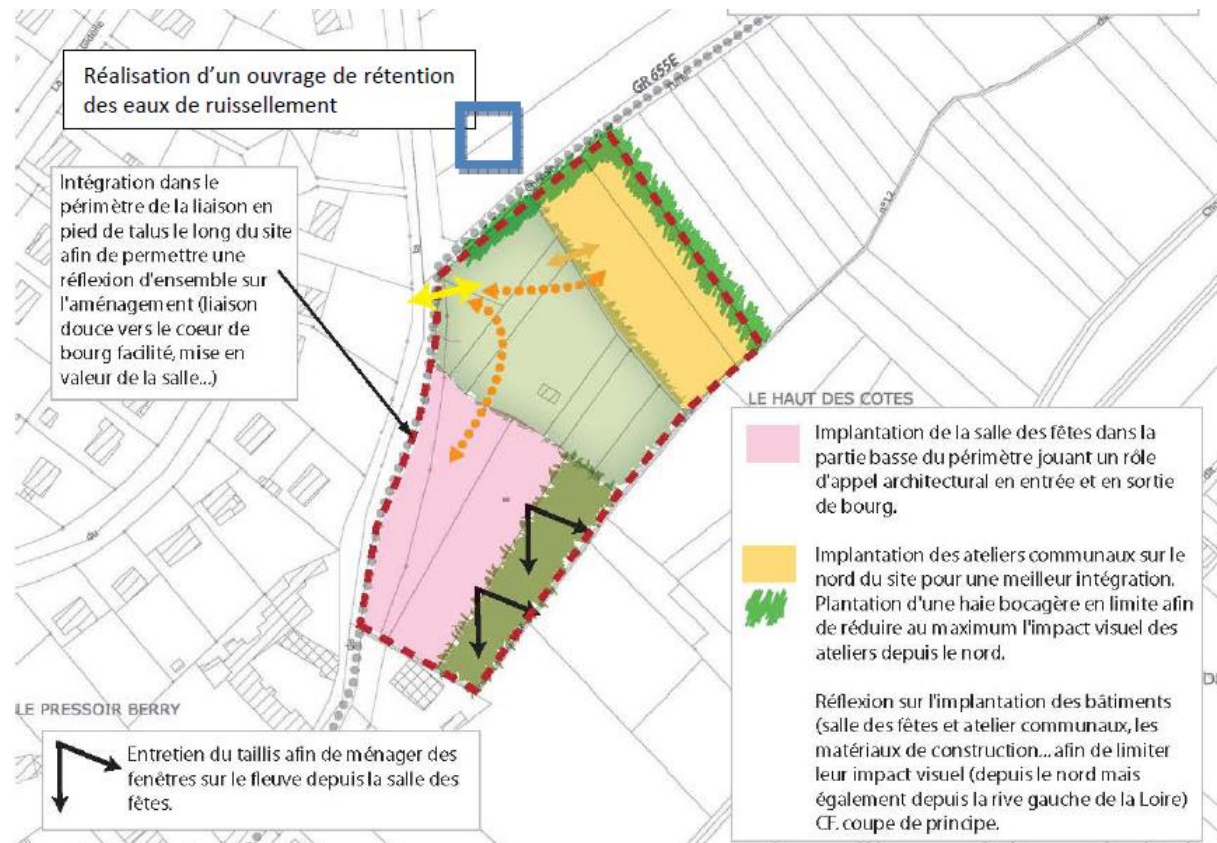 Réalisation d'un ouvrage de rétention
des eaux de ruissellement
GR 655E
Intégration dans le
périmètre de la liaison en
pied de talus le long du site
afin de permettre une
réflexion d'ensemble sur
l'aménagement (liaison
douce vers le coeur de
bourg facilité, mise en
valeur de la salle...)
n°12
LE HAUT DES COTES
Implantation de la salle des fêtes dans la
partie basse du périmètre jouant un rôle
d'appel architectural en entrée et en sortie
de bourg.
Implantation des ateliers communaux sur le
nord du site pour une meilleur intégration.
Plantation d'une haie bocagère en limite afin
de réduire au maximum l'impact visuel des
ateliers depuis le nord.
Réflexion sur l'implantation des bâtiments
(salle des fêtes et atelier communaux, les
matériaux de construction... afin de limiter
leur impact visuel (depuis le nord mais
également depuis la rive gauche de la Loire)
CF. coupe de principe.
LE PRESSOIR BERRY
Entretien du taillis afin de ménager des
fenêtres sur le fleuve depuis la salle des
fêtes.
du